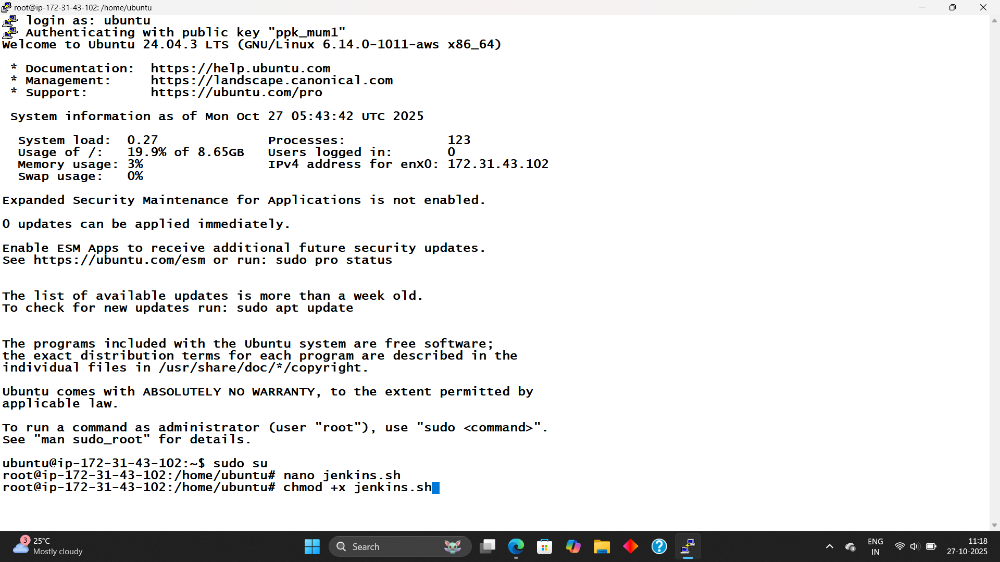 root@ip-172-31-43-102: /home/ubuntu
login as: ubuntu
Authenticating with public key "ppk_mum1"
Welcome to Ubuntu 24.04.3 LTS (GNU/Linux 6.14.0-1011-aws x86_64)
* Documentation: https://help.ubuntu.com
* Management: https://landscape.canonical.com
* Support: https://ubuntu.com/pro
System information as of Mon Oct 27 05:43:42 UTC 2025
System load: 0.27 Processes: 123
Usage of /: 19.9% of 8.65GB Users logged in: 0
Memory usage: 3% IPv4 address for enX0: 172.31.43.102
Swap usage: 0%
Expanded Security Maintenance for Applications is not enabled.
0 updates can be applied immediately.
Enable ESM Apps to receive additional future security updates.
See https://ubuntu.com/esm or run: sudo pro status
The list of available updates is more than a week old.
To check for new updates run: sudo apt update
The programs included with the Ubuntu system are free software;
the exact distribution terms for each program are described in the
individual files in /usr/share/doc/*/copyright.
Ubuntu comes with ABSOLUTELY NO WARRANTY, to the extent permitted by
applicable law.
To run a command as administrator (user "root"), use "sudo <command>".
See "man sudo_root" for details.
ubuntu@ip-172-31-43-102:~$ sudo su
root@ip-172-31-43-102:/home/ubuntu# nano jenkins.sh
root@ip-172-31-43-102:/home/ubuntu# chmod +x jenkins.sh
3
25°C
Mostly cloudy
Search
ENG
IN
11:18
27-10-2025